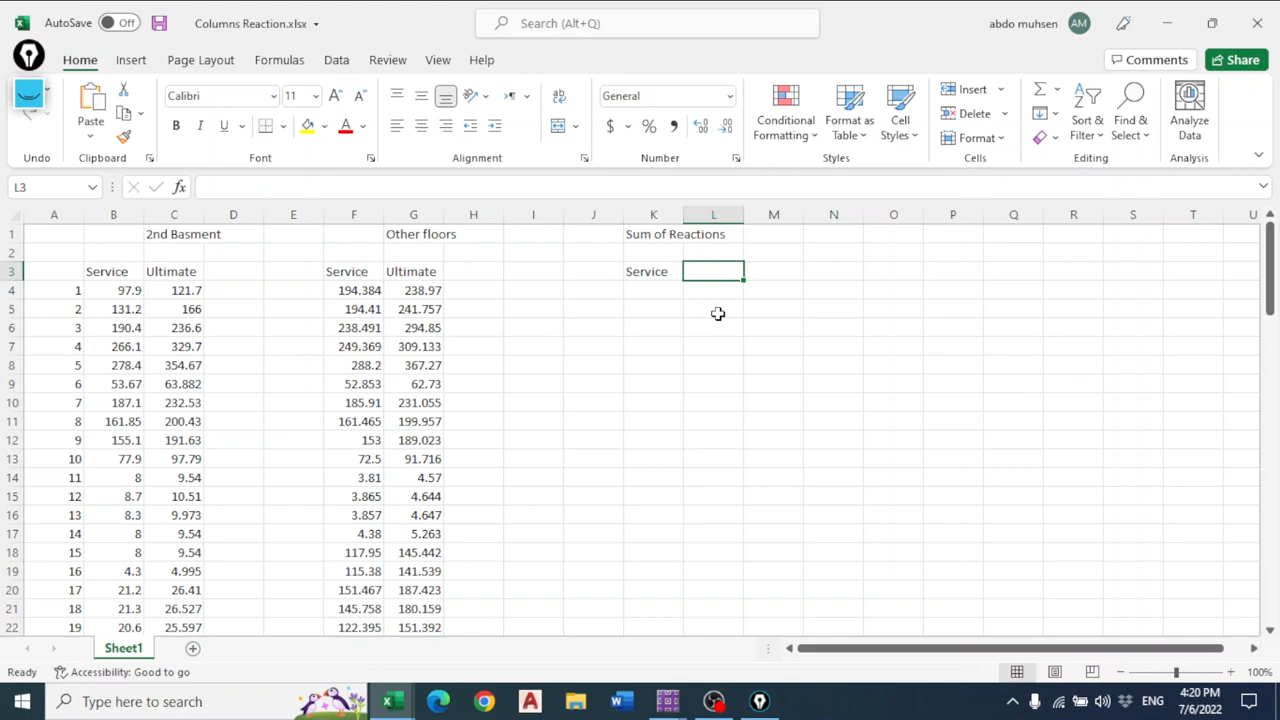 AutoSave Off Columns Reaction.xlsx Search (Alt+Q) abdo muhsen AM
Home Insert Page Layout Formulas Data Review View Help Comments Share
Paste Calibri 11 General Conditional Formatting Format as Table Cell Styles Insert Delete Format Sort & Filter Find & Select Analyze Data
Undo Clipboard Font Alignment Number Styles Cells Editing Analysis
L3 fx
A B C D E F G H I J K L M N O P Q R S T U
1 2nd Basment Other floors Sum of Reactions
2
3 Service Ultimate Service Ultimate Service
4 1 97.9 121.7 194.384 238.97
5 2 131.2 166 194.41 241.757
6 3 190.4 236.6 238.491 294.85
7 4 266.1 329.7 249.369 309.133
8 5 278.4 354.67 288.2 367.27
9 6 53.67 63.882 52.853 62.73
10 7 187.1 232.53 185.91 231.055
11 8 161.85 200.43 161.465 199.957
12 9 155.1 191.63 153 189.023
13 10 77.9 97.79 72.5 91.716
14 11 8 9.54 3.81 4.57
15 12 8.7 10.51 3.865 4.644
16 13 8.3 9.973 3.857 4.647
17 14 8 9.54 4.38 5.263
18 15 8 9.54 117.95 145.442
19 16 4.3 4.995 115.38 141.539
20 17 21.2 26.41 151.467 187.423
21 18 21.3 26.527 145.758 180.159
22 19 20.6 25.597 122.395 151.392
Sheet1
Ready Accessibility: Good to go 100%
Type here to search ENG 4:20 PM
7/6/2022